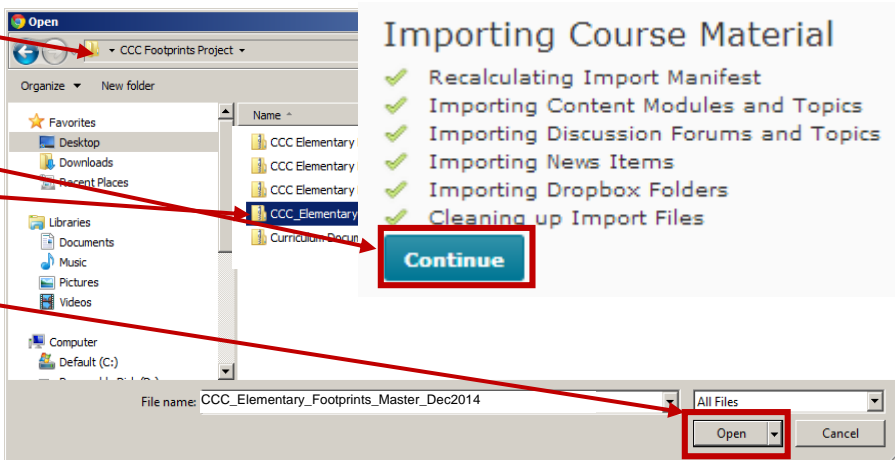 Open
CCC Footprints Project
Organize
New folder
Favorites
Desktop
Downloads
Recent Places
Libraries
Documents
Music
Pictures
Videos
Computer
Default (C:)
Name
CCC Elementary
CCC Elementary
CCC Elementary
CCC_Elementary
Curriculum Docum
Importing Course Material
Recalculating Import Manifest
Importing Content Modules and Topics
Importing Discussion Forums and Topics
Importing News Items
Importing Dropbox Folders
Cleaning up Import Files
Continue
File name: CCC_Elementary_Footprints_Master_Dec2014
All Files
Open
Cancel